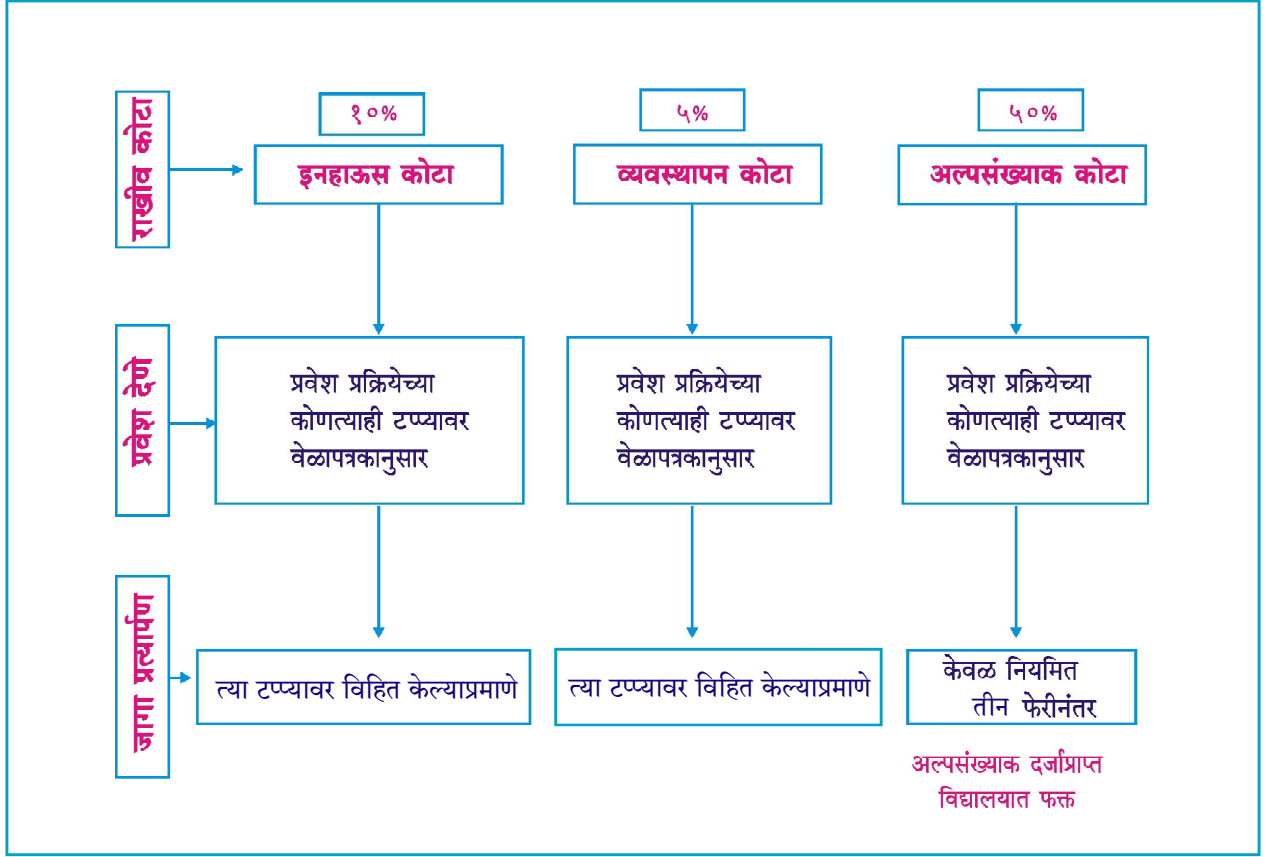 १०%
५%
५०%
राखीव कोटा
इनहाऊस कोटा
व्यवस्थापन कोटा
अल्पसंख्याक कोटा
प्रवेश देणे
प्रवेश प्रक्रियेच्या
कोणत्याही टप्प्यावर
वेळापत्रकानुसार
प्रवेश प्रक्रियेच्या
कोणत्याही टप्प्यावर
वेळापत्रकानुसार
प्रवेश प्रक्रियेच्या
कोणत्याही टप्प्यावर
वेळापत्रकानुसार
जागा प्रत्यार्पण
त्या टप्प्यावर विहित केल्याप्रमाणे
त्या टप्प्यावर विहित केल्याप्रमाणे
केवळ नियमित
तीन फेरीनंतर
अल्पसंख्याक दर्जाप्राप्त
विद्यालयात फक्त